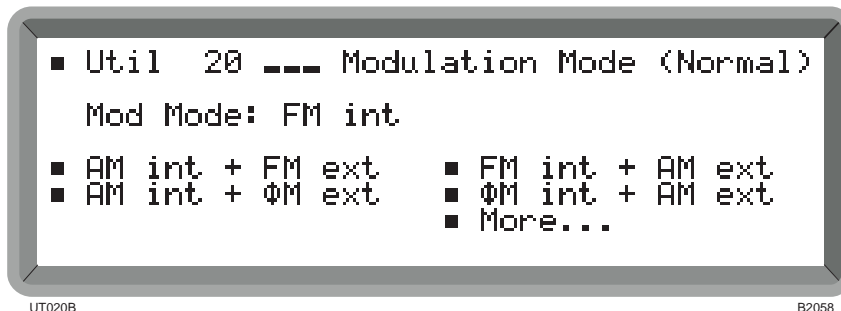 ■ Util 20 ___ Modulation Mode (Normal)
Mod Mode: FM int
■ AM int + FM ext ■ FM int + AM ext
■ AM int + ΦM ext ■ ΦM int + AM ext
■ More...
UT020B B2058